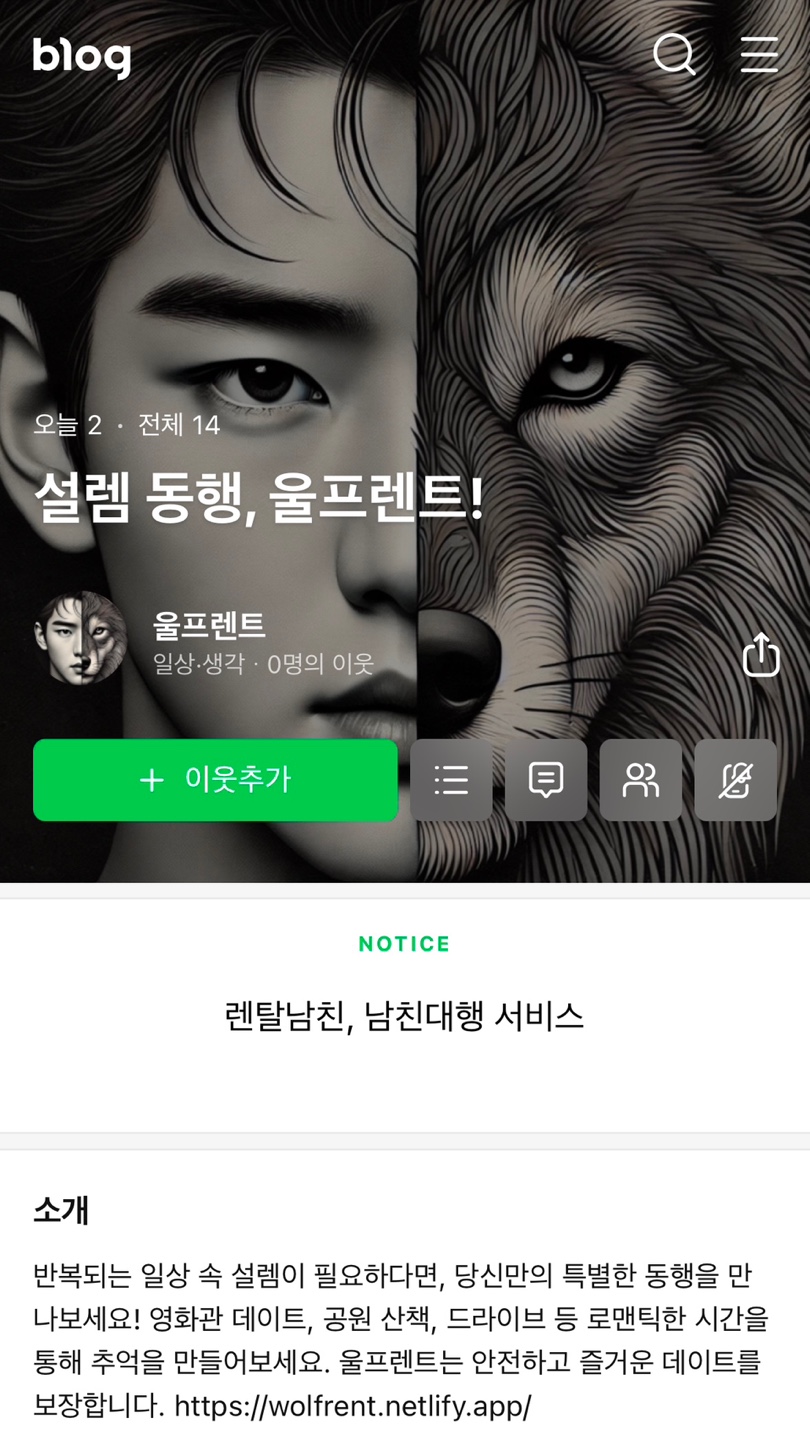 blog
오늘 2 · 전체 14
설렘 동행, 울프렌트!
울프렌트
일상·생각 · 0명의 이웃
+ 이웃추가
NOTICE
렌탈남친, 남친대행 서비스
소개
반복되는 일상 속 설렘이 필요하다면, 당신만의 특별한 동행을 만
나보세요! 영화관 데이트, 공원 산책, 드라이브 등 로맨틱한 시간을
통해 추억을 만들어보세요. 울프렌트는 안전하고 즐거운 데이트를
보장합니다. https://wolfrent.netlify.app/